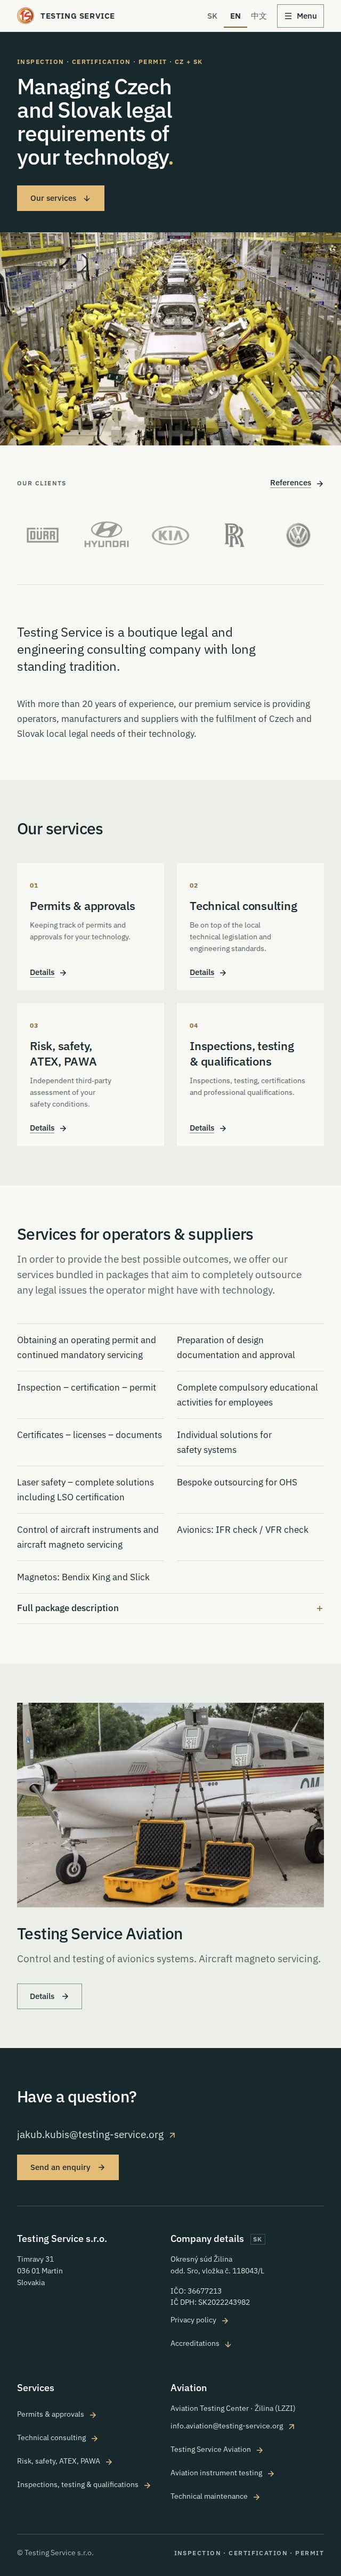 TESTING SERVICE
SK EN 中文 Menu
INSPECTION · CERTIFICATION · PERMIT · CZ + SK
Managing Czech
and Slovak legal
requirements of
your technology.
Our services
OUR CLIENTS
References
DÜRR
HYUNDAI
KIA
Testing Service is a boutique legal and
engineering consulting company with long
standing tradition.
With more than 20 years of experience, our premium service is providing
operators, manufacturers and suppliers with the fulfilment of Czech and
Slovak local legal needs of their technology.
Our services
01
Permits & approvals
Keeping track of permits and
approvals for your technology.
Details
02
Technical consulting
Be on top of the local
technical legislation and
engineering standards.
Details
03
Risk, safety,
ATEX, PAWA
Independent third-party
assessment of your
safety conditions.
Details
04
Inspections, testing
& qualifications
Inspections, testing, certifications
and professional qualifications.
Details
Services for operators & suppliers
In order to provide the best possible outcomes, we offer our
services bundled in packages that aim to completely outsource
any legal issues the operator might have with technology.
Obtaining an operating permit and
continued mandatory servicing
Preparation of design
documentation and approval
Inspection – certification – permit
Complete compulsory educational
activities for employees
Certificates – licenses – documents
Individual solutions for
safety systems
Laser safety – complete solutions
including LSO certification
Bespoke outsourcing for OHS
Control of aircraft instruments and
aircraft magneto servicing
Avionics: IFR check / VFR check
Magnetos: Bendix King and Slick
Full package description
OM
Testing Service Aviation
Control and testing of avionics systems. Aircraft magneto servicing.
Details
Have a question?
jakub.kubis@testing-service.org
Send an enquiry
Testing Service s.r.o.
Timravy 31
036 01 Martin
Slovakia
Company details SK
Okresný súd Žilina
odd. Sro, vložka č. 118043/L
IČO: 36677213
IČ DPH: SK2022243982
Privacy policy
Accreditations
Services
Permits & approvals
Technical consulting
Risk, safety, ATEX, PAWA
Inspections, testing & qualifications
Aviation
Aviation Testing Center · Žilina (LZZI)
info.aviation@testing-service.org
Testing Service Aviation
Aviation instrument testing
Technical maintenance
© Testing Service s.r.o.
INSPECTION · CERTIFICATION · PERMIT